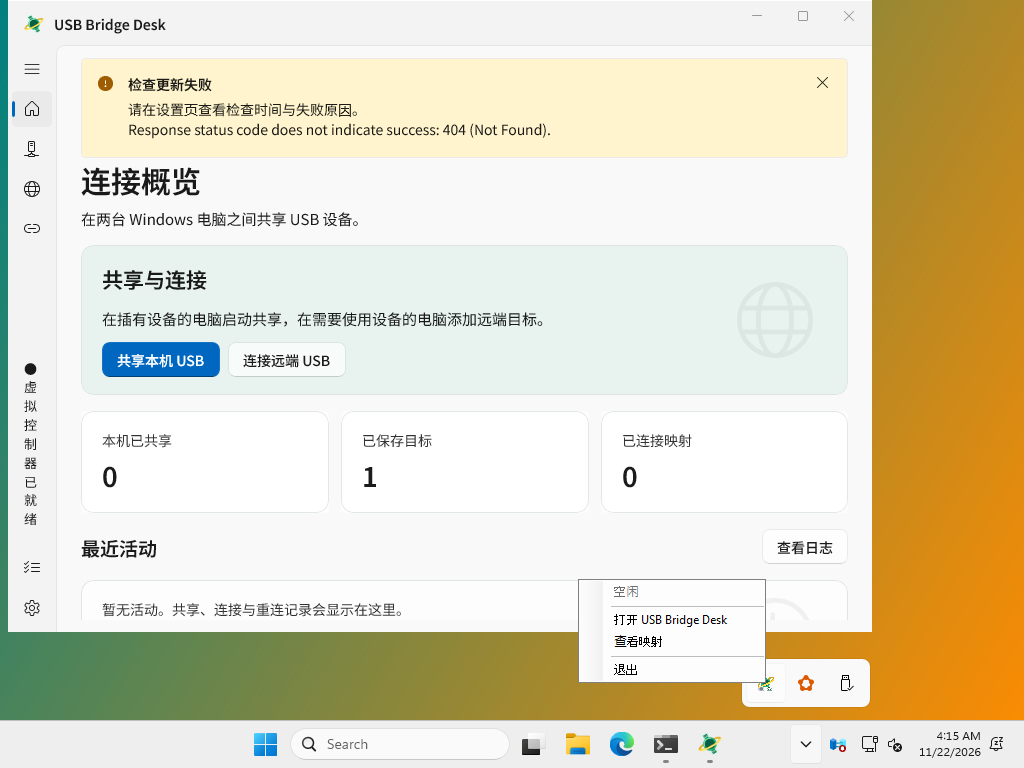 USB Bridge Desk
检查更新失败
请在设置页查看检查时间与失败原因。
Response status code does not indicate success: 404 (Not Found).
连接概览
在两台 Windows 电脑之间共享 USB 设备。
共享与连接
在插有设备的电脑启动共享，在需要使用设备的电脑添加远端目标。
共享本机 USB
连接远端 USB
虚
拟
控
制
器
已
就
绪
本机已共享
0
已保存目标
1
已连接映射
0
最近活动
查看日志
暂无活动。共享、连接与重连记录会显示在这里。
空闲
打开 USB Bridge Desk
查看映射
退出
Search
4:15 AM
11/22/2026